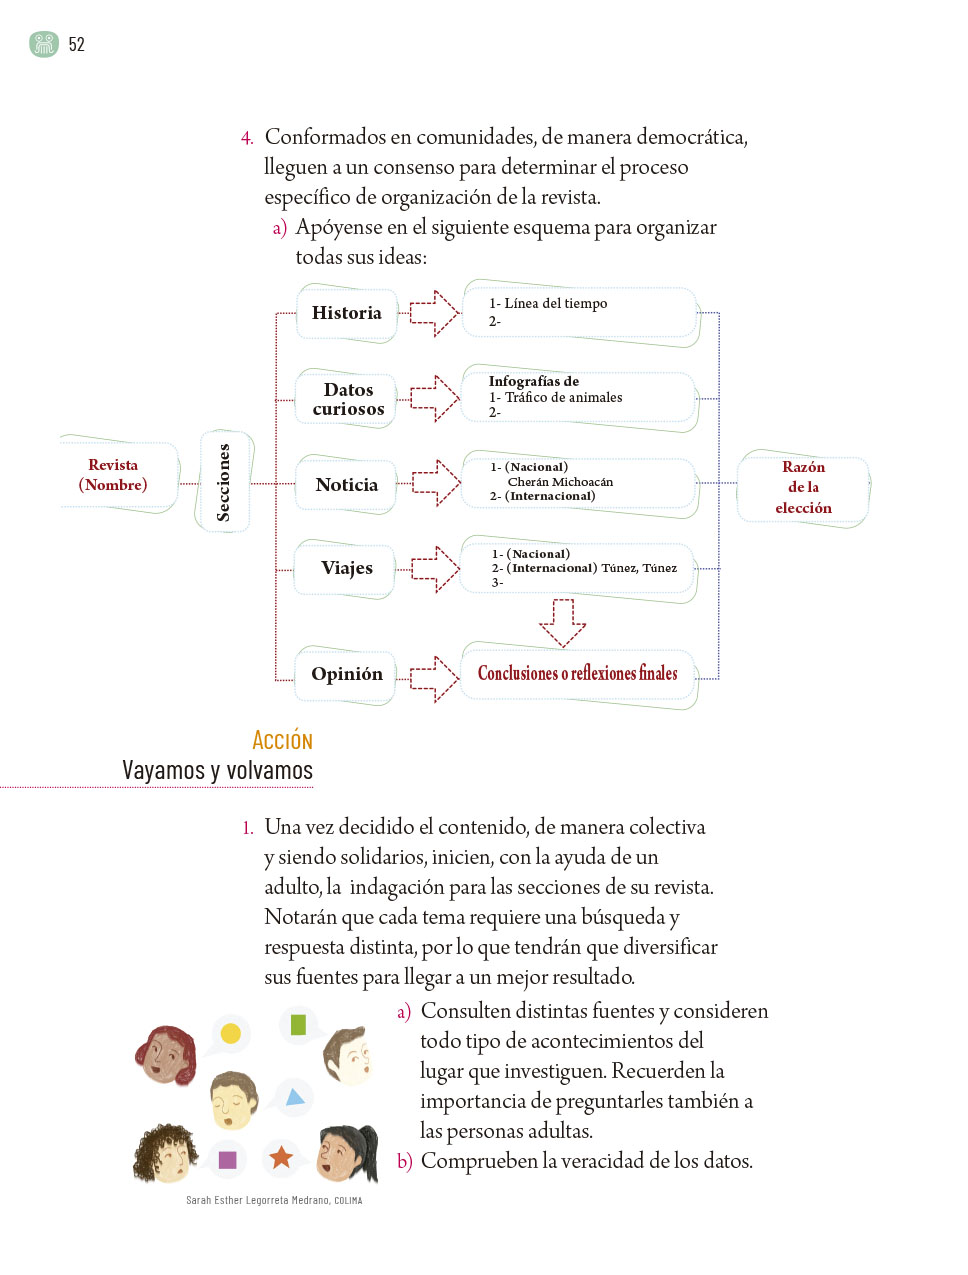 52
4. Conformados en comunidades, de manera democrática,
lleguen a un consenso para determinar el proceso
específico de organización de la revista.
a) Apóyense en el siguiente esquema para organizar
todas sus ideas:
Revista
(Nombre)
Secciones
Historia
1- Línea del tiempo
2-
Datos
curiosos
Infografías de
1- Tráfico de animales
2-
Noticia
1- (Nacional)
Cherán Michoacán
2- (Internacional)
Viajes
1- (Nacional)
2- (Internacional) Túnez, Túnez
3-
Opinión
Conclusiones o reflexiones finales
Razón
de la
elección
Acción
Vayamos y volvamos
1. Una vez decidido el contenido, de manera colectiva
y siendo solidarios, inicien, con la ayuda de un
adulto, la indagación para las secciones de su revista.
Notarán que cada tema requiere una búsqueda y
respuesta distinta, por lo que tendrán que diversificar
sus fuentes para llegar a un mejor resultado.
a) Consulten distintas fuentes y consideren
todo tipo de acontecimientos del
lugar que investiguen. Recuerden la
importancia de preguntarles también a
las personas adultas.
b) Comprueben la veracidad de los datos.
Sarah Esther Legorreta Medrano, COLIMA